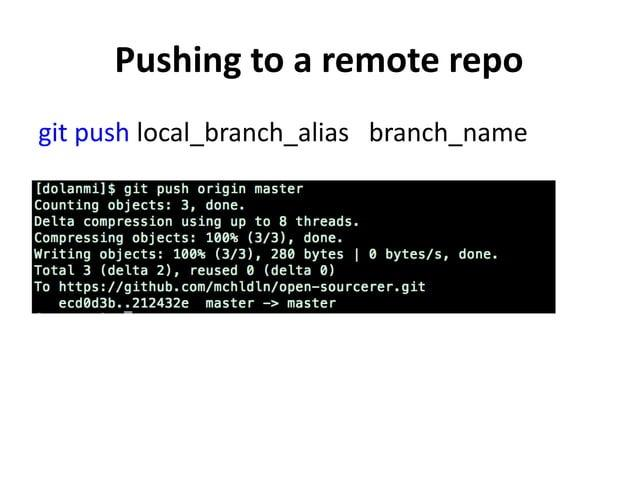 Pushing to a remote repo
git push local_branch_alias branch_name
[dolanmi]$ git push origin master
Counting objects: 3, done.
Delta compression using up to 8 threads.
Compressing objects: 100% (3/3), done.
Writing objects: 100% (3/3), 280 bytes | 0 bytes/s, done.
Total 3 (delta 2), reused 0 (delta 0)
To https://github.com/mchldln/open-sourcerer.git
ecd0d3b..212432e master -> master